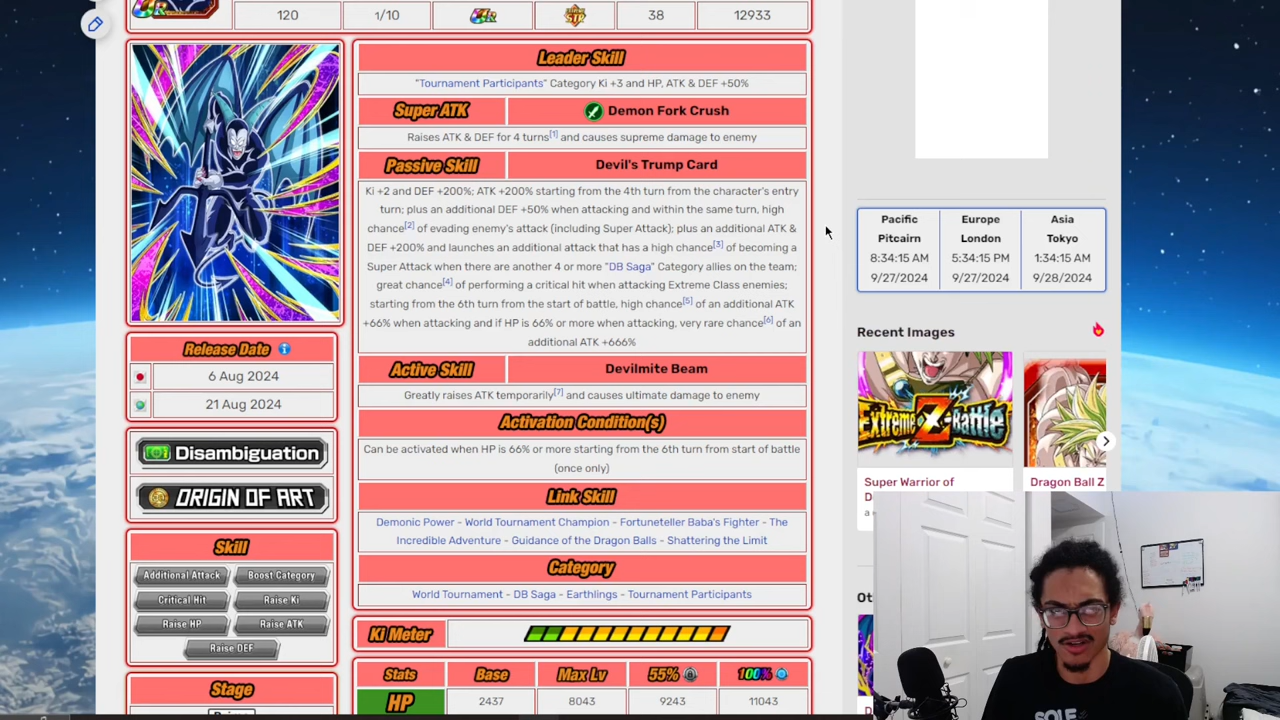 120
1/10
UR
SUPER STR
38
12933
Leader Skill
"Tournament Participants" Category Ki +3 and HP, ATK & DEF +50%
Super ATK
Demon Fork Crush
Raises ATK & DEF for 4 turns[1] and causes supreme damage to enemy
Passive Skill
Devil's Trump Card
Ki +2 and DEF +200%; ATK +200% starting from the 4th turn from the character's entry
turn; plus an additional DEF +50% when attacking and within the same turn, high
chance[2] of evading enemy's attack (including Super Attack); plus an additional ATK &
DEF +200% and launches an additional attack that has a high chance[3] of becoming a
Super Attack when there are another 4 or more "DB Saga" Category allies on the team;
great chance[4] of performing a critical hit when attacking Extreme Class enemies;
starting from the 6th turn from the start of battle, high chance[5] of an additional ATK
+66% when attacking and if HP is 66% or more when attacking, very rare chance[6] of an
additional ATK +666%
Active Skill
Devilmite Beam
Greatly raises ATK temporarily[7] and causes ultimate damage to enemy
Activation Condition(s)
Can be activated when HP is 66% or more starting from the 6th turn from start of battle
(once only)
Link Skill
Demonic Power - World Tournament Champion - Fortuneteller Baba's Fighter - The
Incredible Adventure - Guidance of the Dragon Balls - Shattering the Limit
Category
World Tournament - DB Saga - Earthlings - Tournament Participants
Ki Meter
Stats
Base
Max Lv
55%
100%
HP
2437
8043
9243
11043
Release Date
6 Aug 2024
21 Aug 2024
Disambiguation
ORIGIN OF ART
Skill
Additional Attack
Boost Category
Critical Hit
Raise Ki
Raise HP
Raise ATK
Raise DEF
Stage
Pacific
Pitcairn
8:34:15 AM
9/27/2024
Europe
London
5:34:15 PM
9/27/2024
Asia
Tokyo
1:34:15 AM
9/28/2024
Recent Images
EXTREME Z-BATTLE
Super Warrior of
Dragon Ball Z